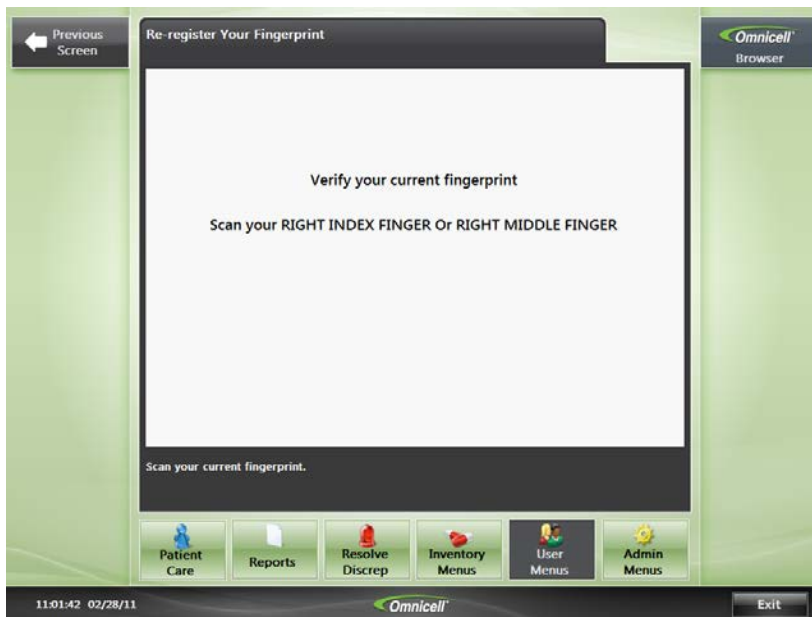 Previous
Screen
Re-register Your Fingerprint
Omnicell
Browser
Verify your current fingerprint
Scan your RIGHT INDEX FINGER Or RIGHT MIDDLE FINGER
Scan your current fingerprint.
Patient
Care
Reports
Resolve
Discrep
Inventory
Menus
User
Menus
Admin
Menus
11:01:42 02/28/11
Omnicell
Exit